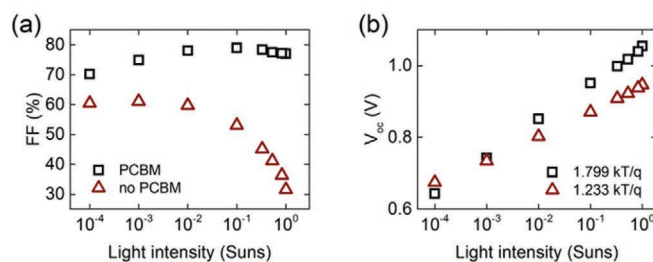 (a)
80
70
60
50
40
30
FF (%)
□ PCBM
△ no PCBM
10⁻⁴ 10⁻³ 10⁻² 10⁻¹ 10⁰
Light intensity (Suns)
(b)
1.0
0.8
0.6
V_oc (V)
□ 1.799 kT/q
△ 1.233 kT/q
10⁻⁴ 10⁻³ 10⁻² 10⁻¹ 10⁰
Light intensity (Suns)